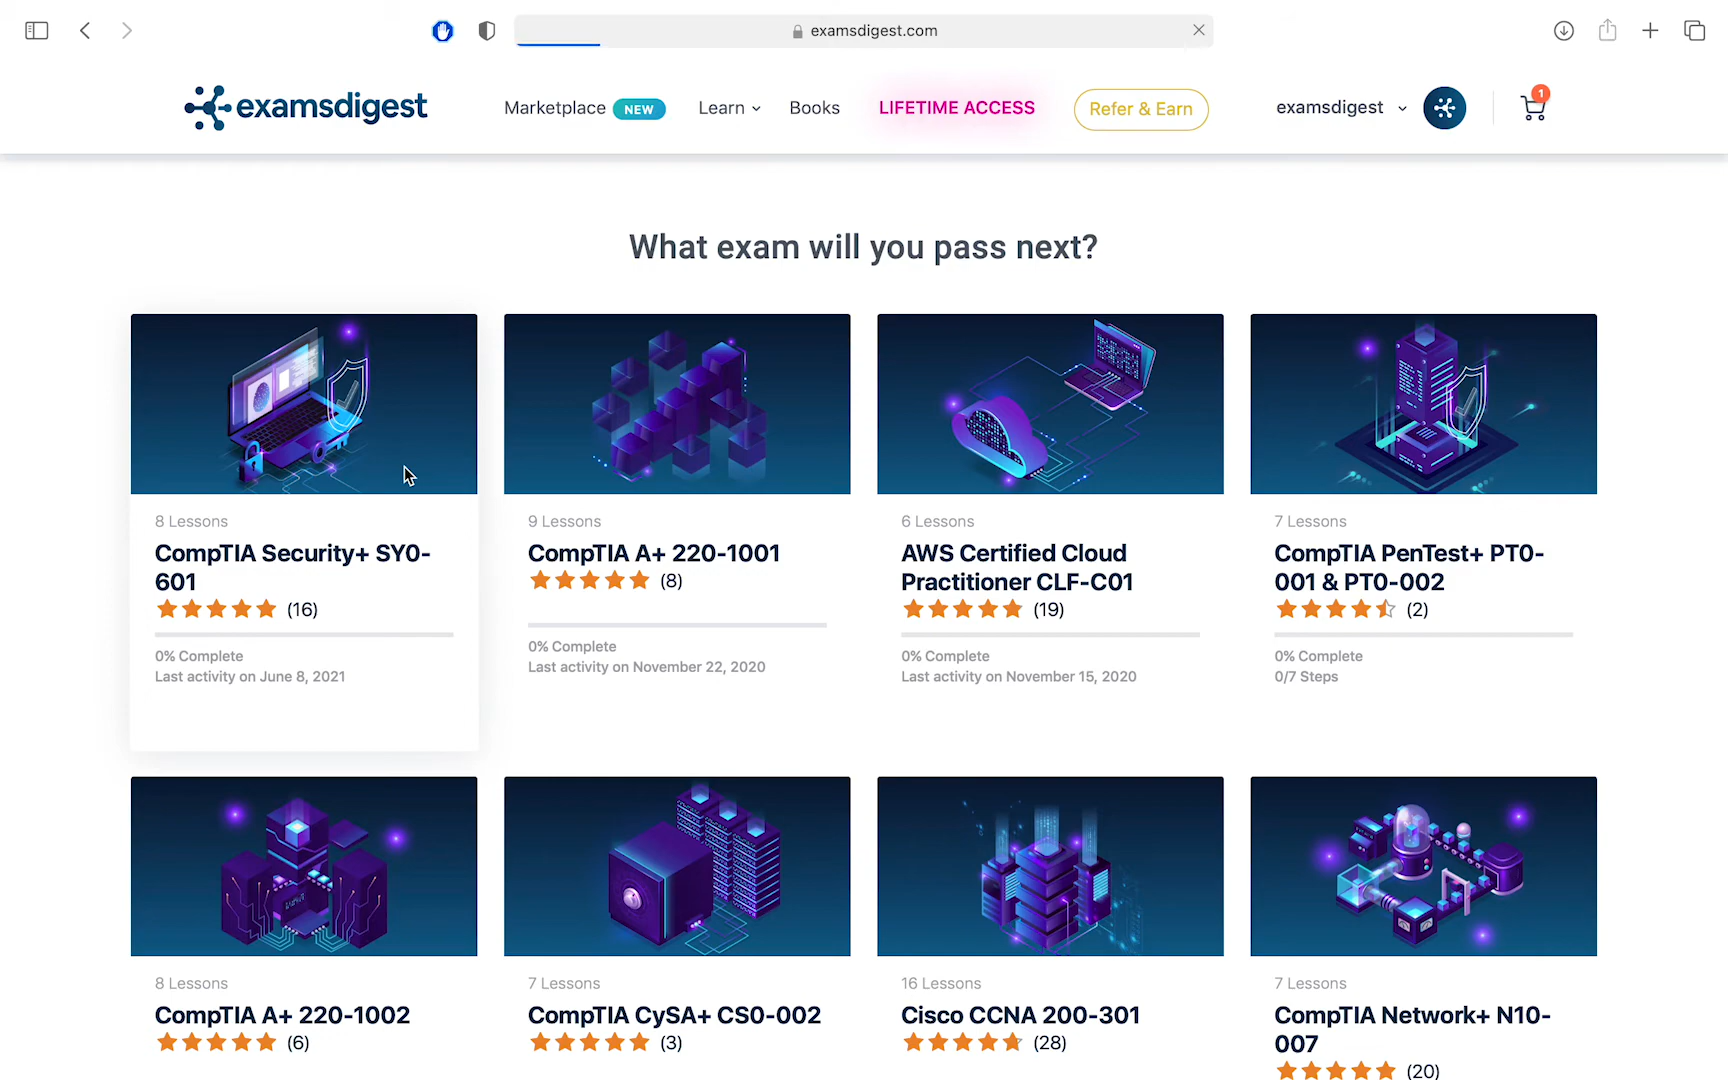 examsdigest.com
examsdigest
Marketplace NEW
Learn
Books
LIFETIME ACCESS
Refer & Earn
examsdigest
1
What exam will you pass next?
8 Lessons
CompTIA Security+ SY0-
601
(16)
0% Complete
Last activity on June 8, 2021
9 Lessons
CompTIA A+ 220-1001
(8)
0% Complete
Last activity on November 22, 2020
6 Lessons
AWS Certified Cloud
Practitioner CLF-C01
(19)
0% Complete
Last activity on November 15, 2020
7 Lessons
CompTIA PenTest+ PT0-
001 & PT0-002
(2)
0% Complete
0/7 Steps
8 Lessons
CompTIA A+ 220-1002
(6)
7 Lessons
CompTIA CySA+ CS0-002
(3)
16 Lessons
Cisco CCNA 200-301
(28)
7 Lessons
CompTIA Network+ N10-
007
(20)